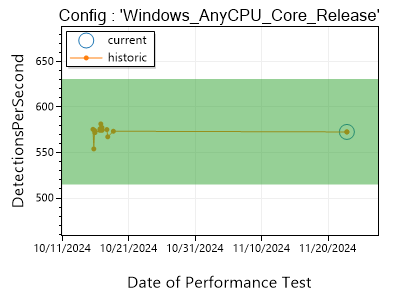 Config : 'Windows_AnyCPU_Core_Release'
current
historic
DetectionsPerSecond
650
600
550
500
10/11/2024 10/21/2024 10/31/2024 11/10/2024 11/20/2024
Date of Performance Test